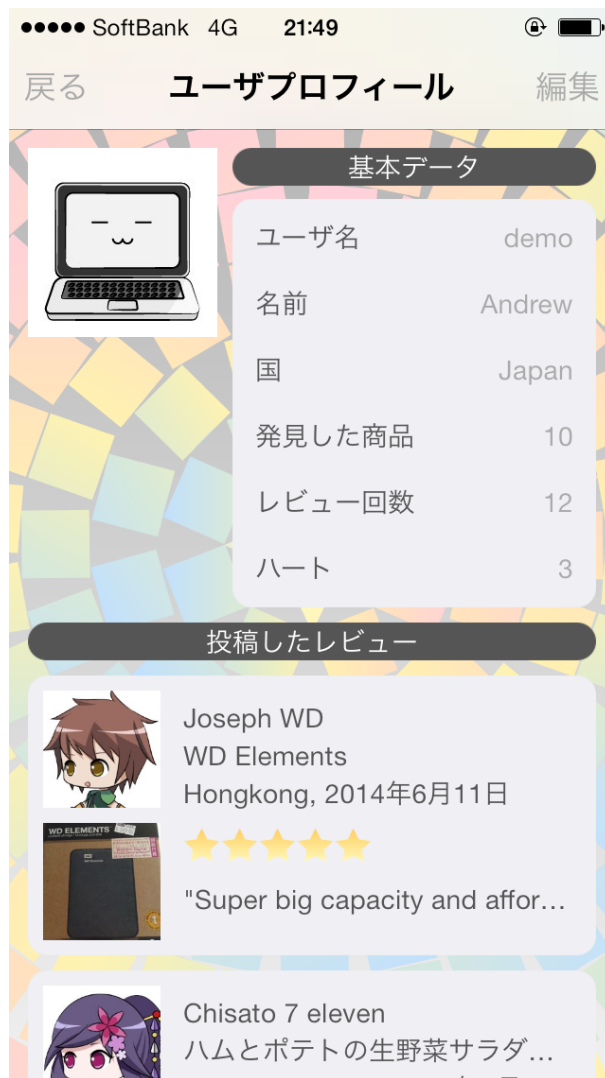 SoftBank 4G 21:49
戻る ユーザプロフィール 編集
基本データ
ユーザ名 demo
名前 Andrew
国 Japan
発見した商品 10
レビュー回数 12
ハート 3
投稿したレビュー
Joseph WD
WD Elements
Hongkong, 2014年6月11日
WD ELEMENTS
"Super big capacity and affor...
Chisato 7 eleven
ハムとポテトの生野菜サラダ...